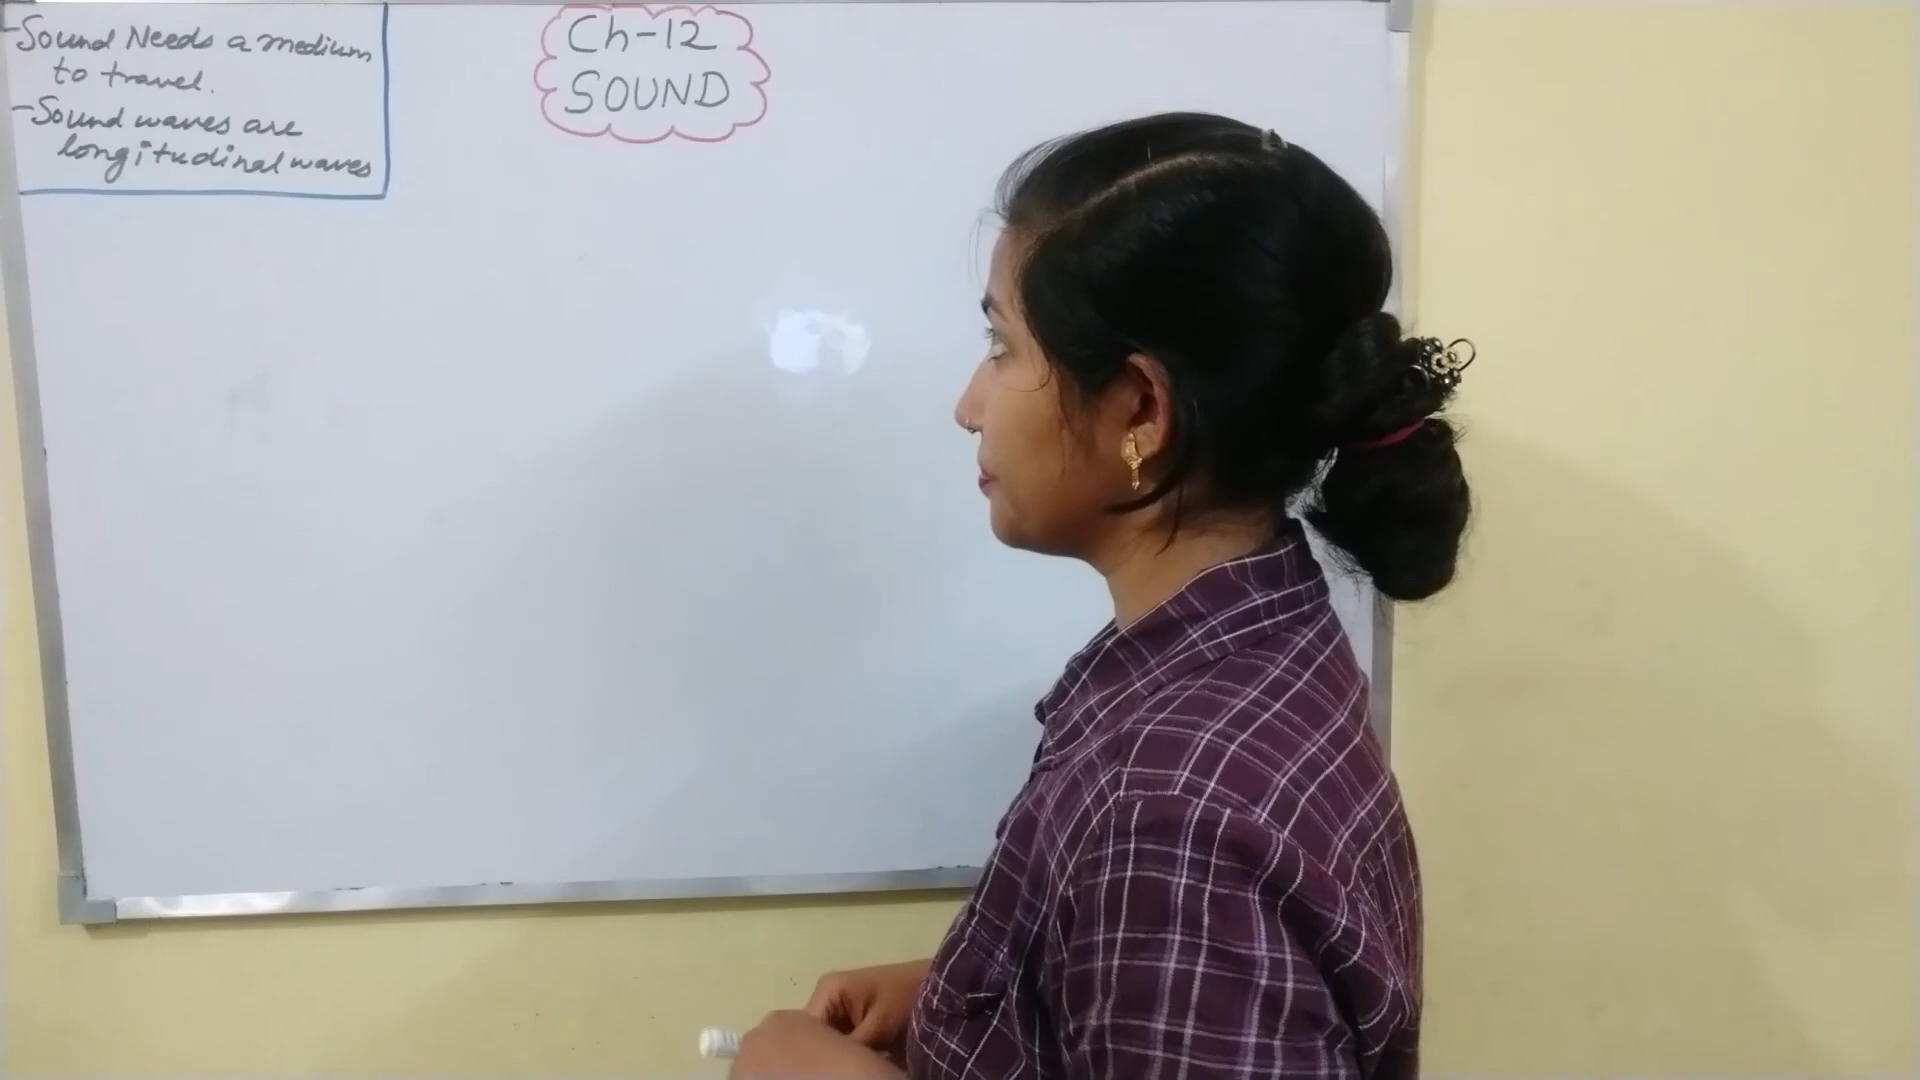 -Sound Needs a medium
to travel.
-Sound waves are
longitudinal waves
Ch-12
SOUND